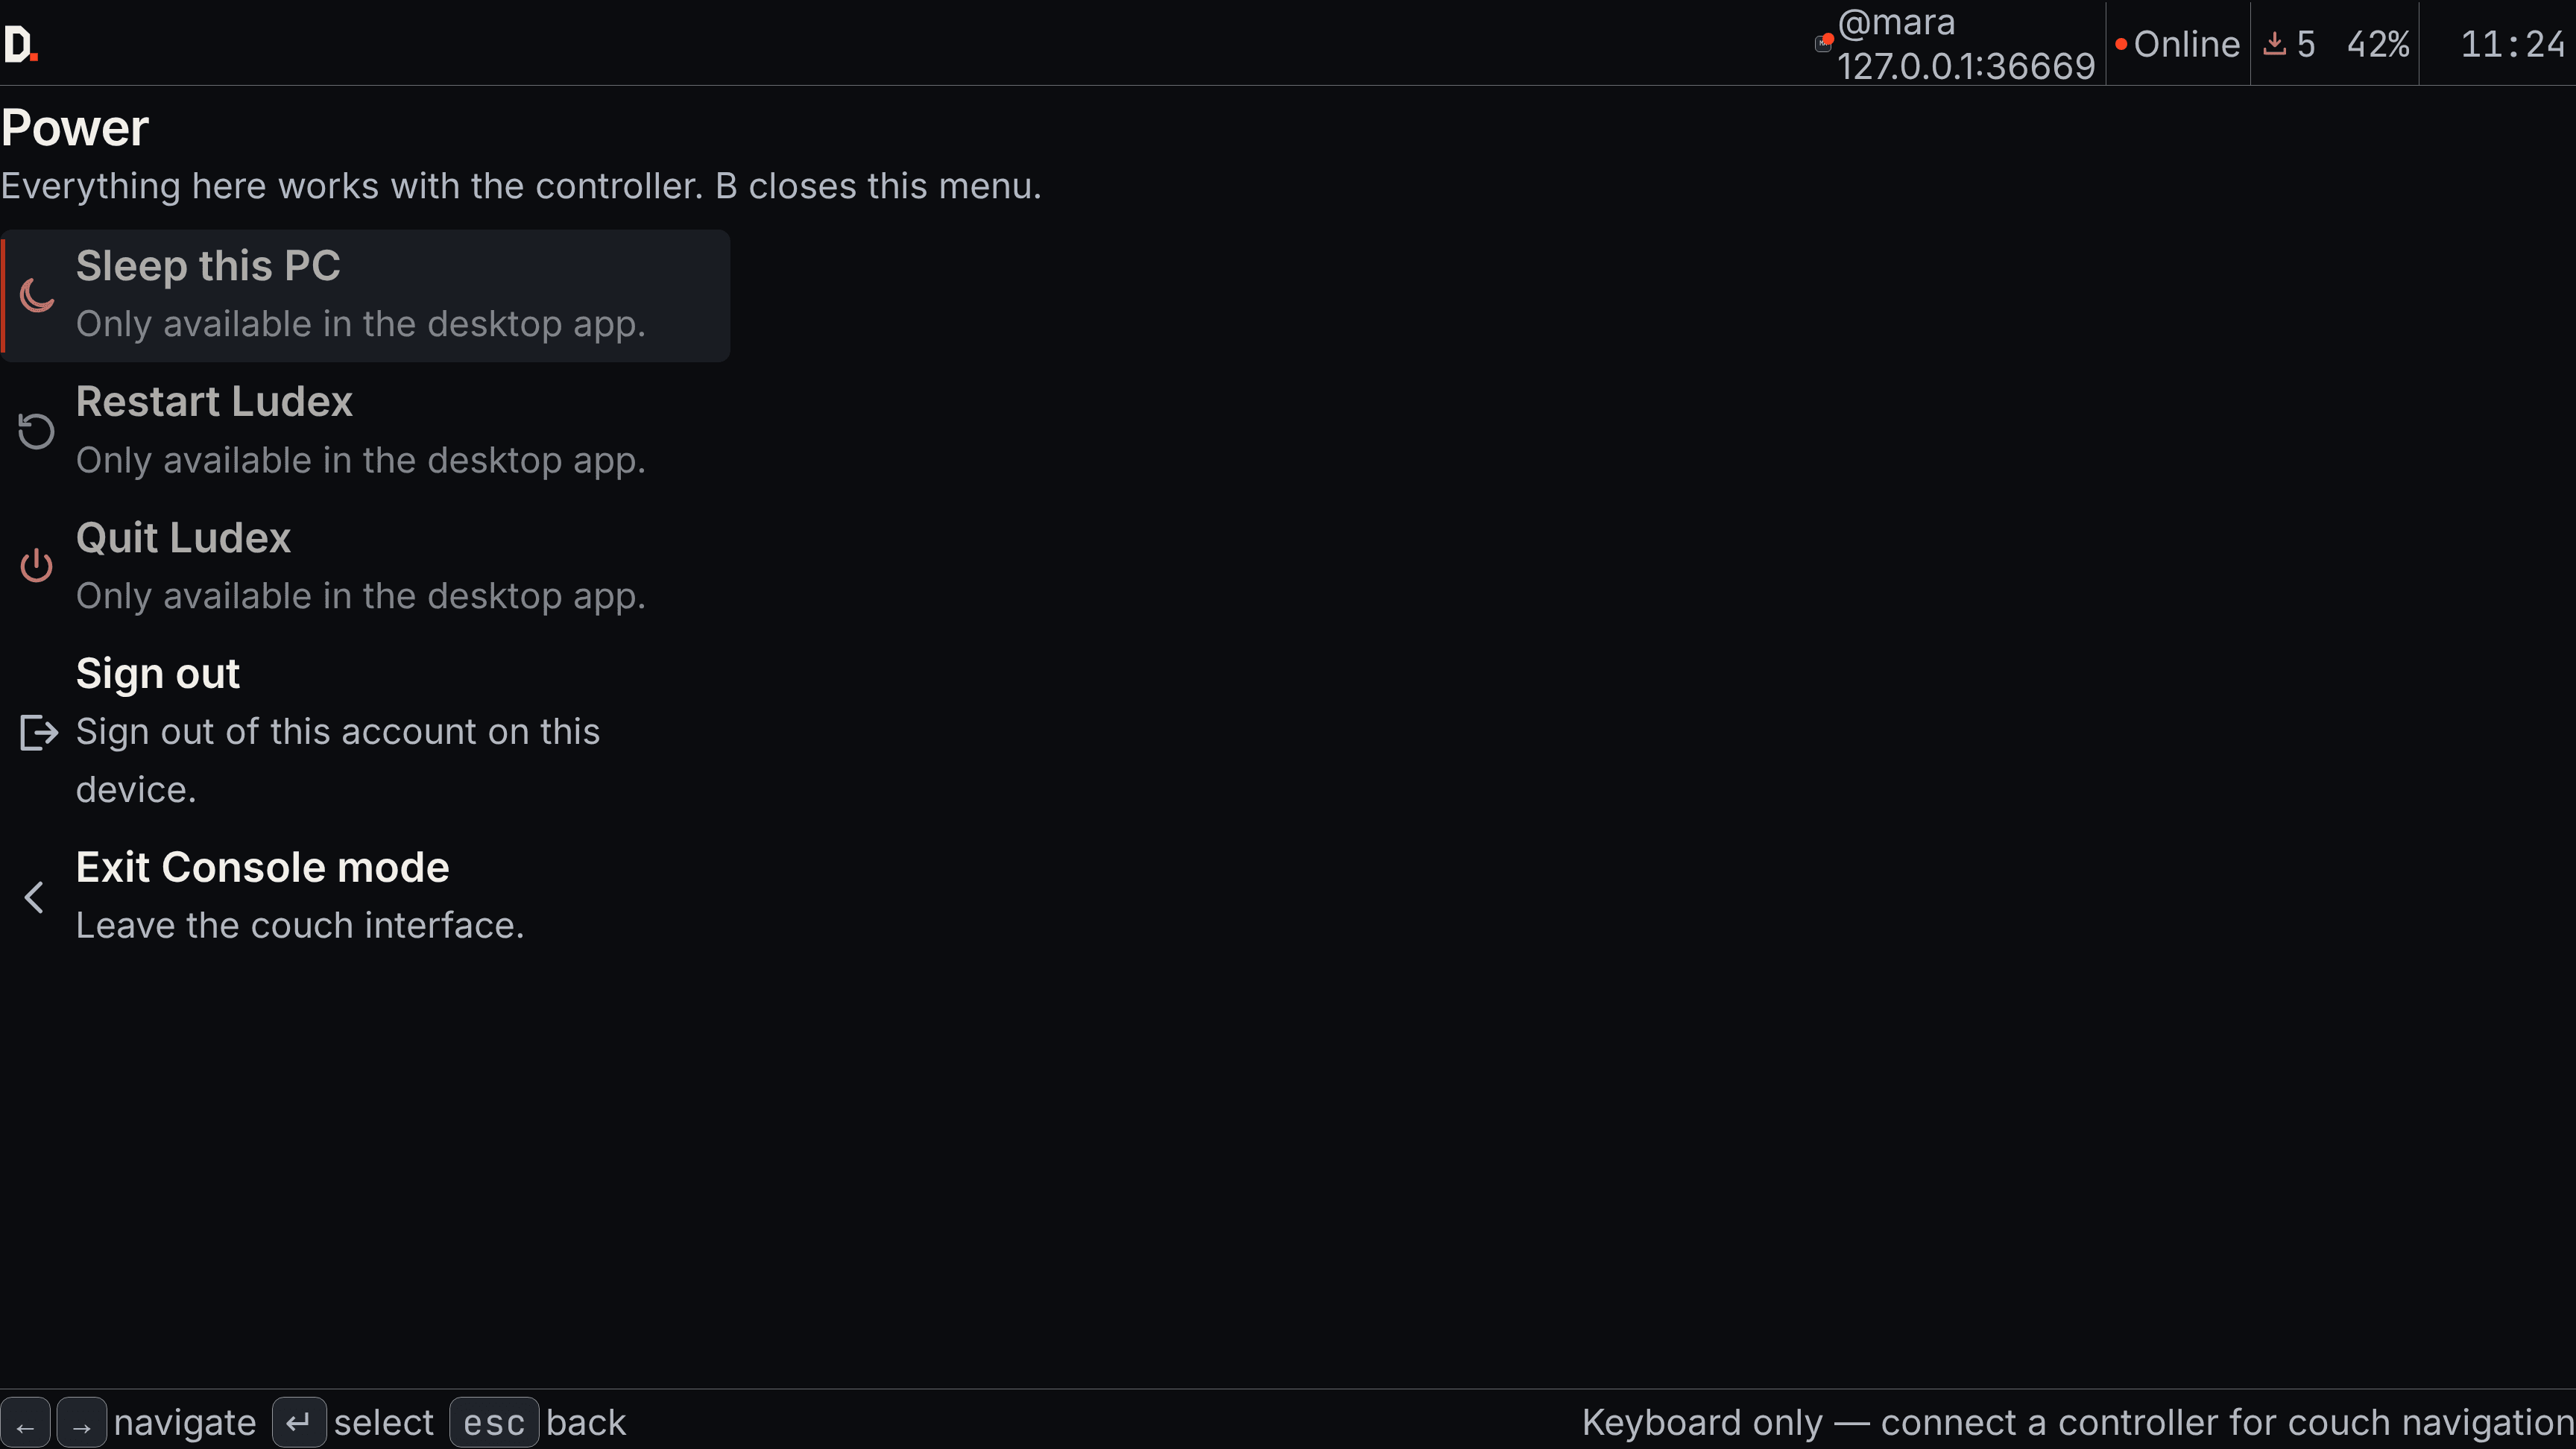 D.
@mara
127.0.0.1:36669
Online
5 42%
11:24
Power
Everything here works with the controller. B closes this menu.
Sleep this PC
Only available in the desktop app.
Restart Ludex
Only available in the desktop app.
Quit Ludex
Only available in the desktop app.
Sign out
Sign out of this account on this
device.
Exit Console mode
Leave the couch interface.
← → navigate ↵ select esc back
Keyboard only — connect a controller for couch navigation